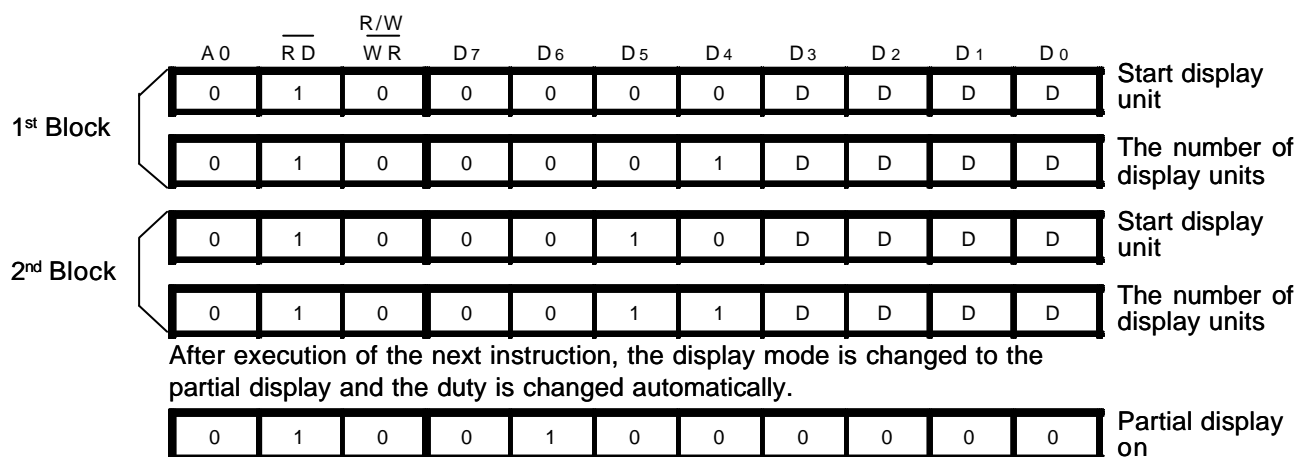 R/W
A0 RD WR D7 D6 D5 D4 D3 D2 D1 D0
1st Block
0 1 0 0 0 0 0 D D D D Start display unit
0 1 0 0 0 0 1 D D D D The number of display units
2nd Block
0 1 0 0 0 1 0 D D D D Start display unit
0 1 0 0 0 1 1 D D D D The number of display units
After execution of the next instruction, the display mode is changed to the
partial display and the duty is changed automatically.
0 1 0 0 1 0 0 0 0 0 0 Partial display on